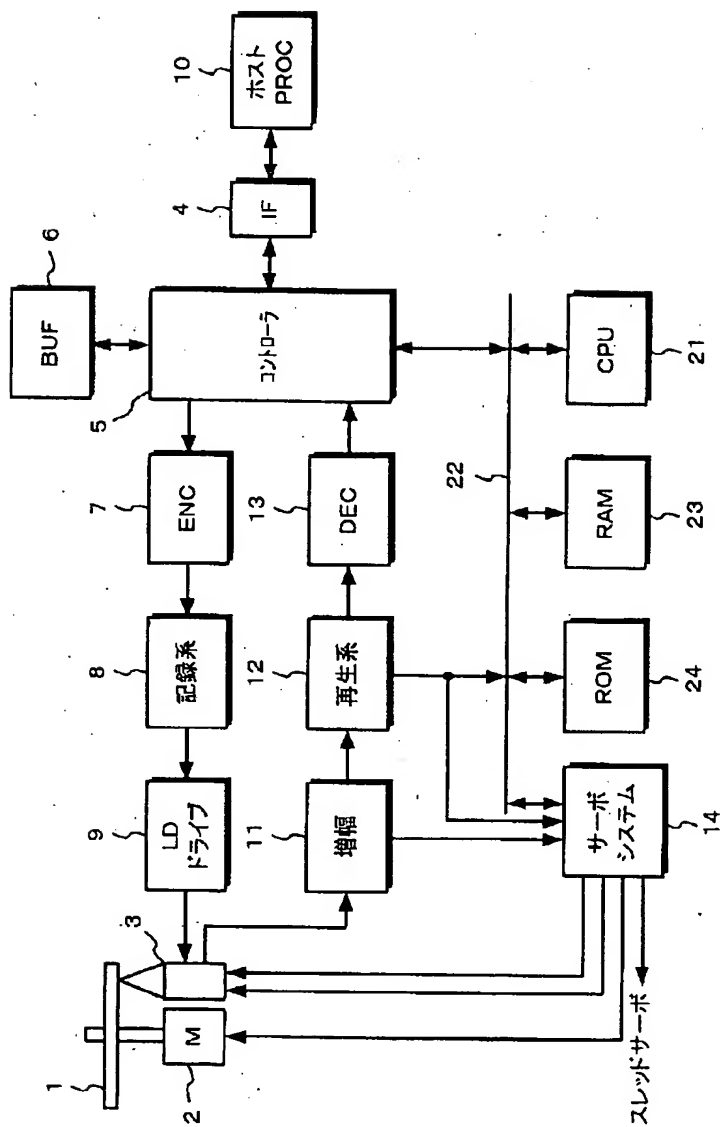 10
ホスト
PROC
4
IF
6
BUF
5
コントローラ
7
ENC
13
DEC
22
CPU
21
RAM
23
ROM
24
8
記録系
12
再生系
9
LD
ドライブ
11
増幅
サーボ
システム
14
3
M
2
1
スレッドサーボ